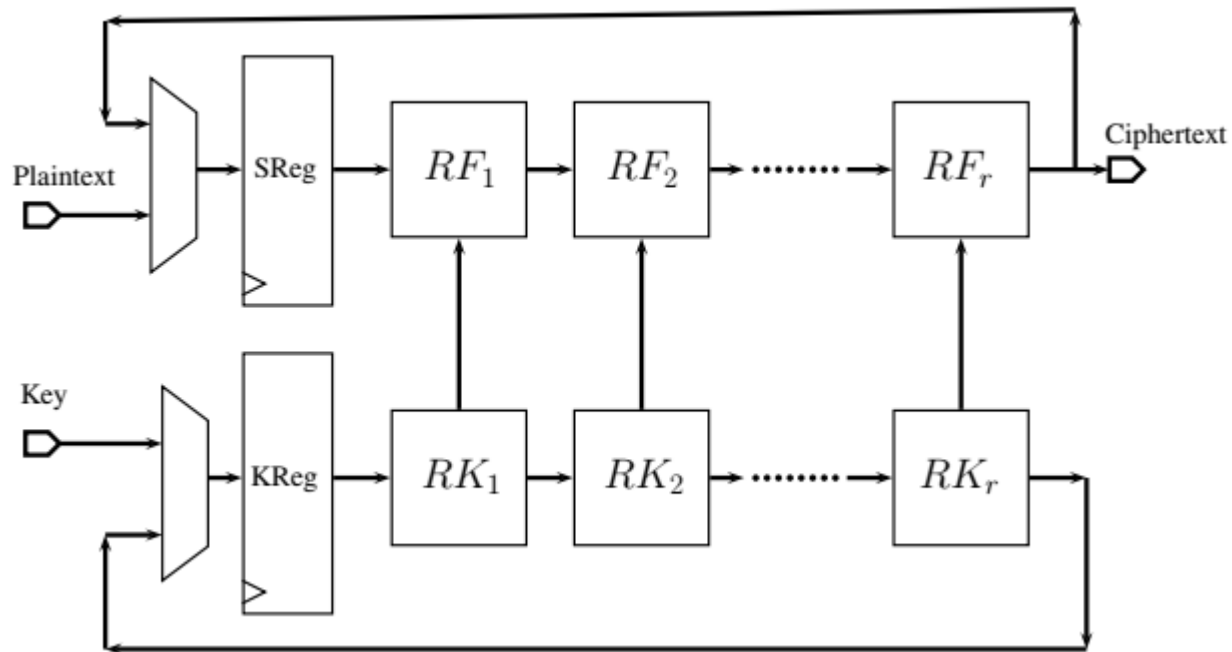 Ciphertext
Plaintext
SReg
RF₁
RF₂
RFᵣ
Key
KReg
RK₁
RK₂
RKᵣ